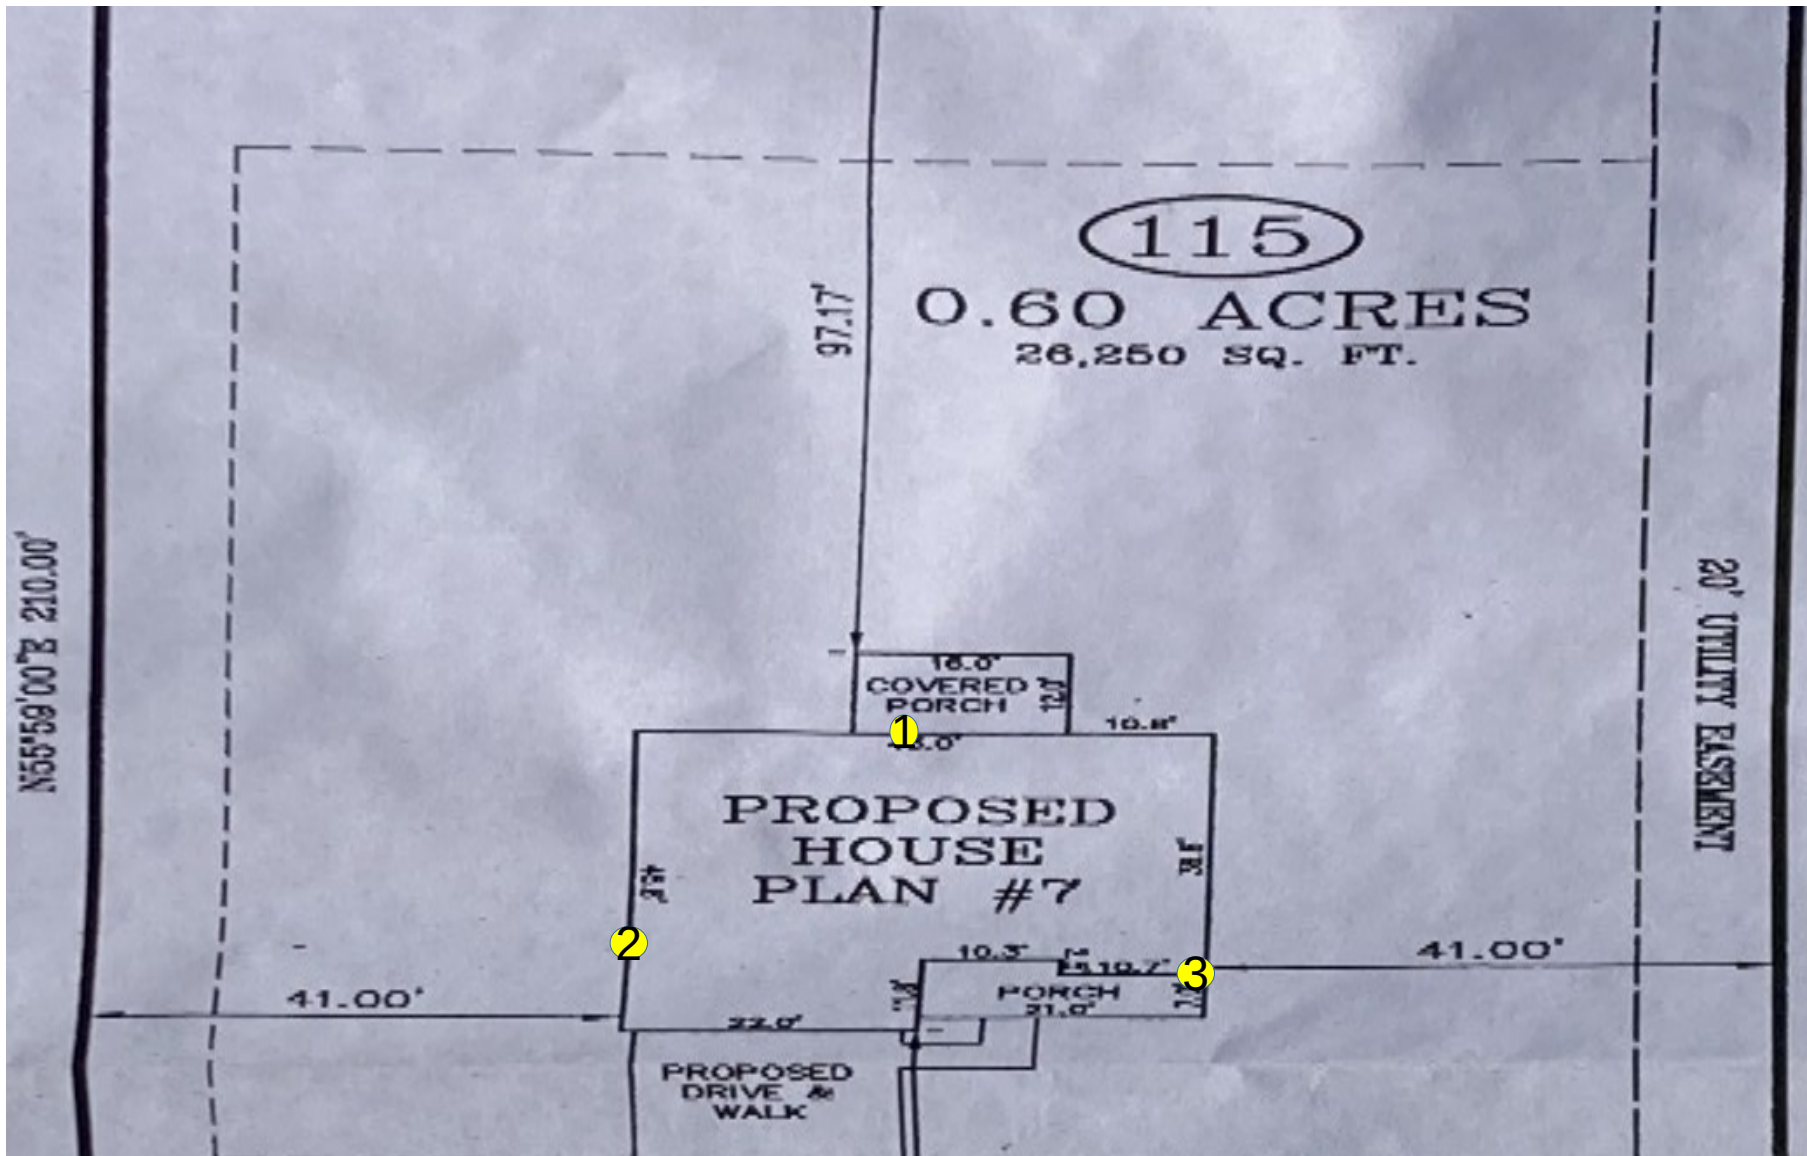 115
0.60 ACRES
26,250 SQ. FT.
97.17'
N55°59'00"E 210.00'
20' UTILITY EASEMENT
16.0'
COVERED
PORCH
12.0'
10.8"
1
PROPOSED
HOUSE
PLAN #7
2
10.3"
10.7"
3
41.00'
PORCH
21.0'
41.00'
22.0'
PROPOSED
DRIVE &
WALK